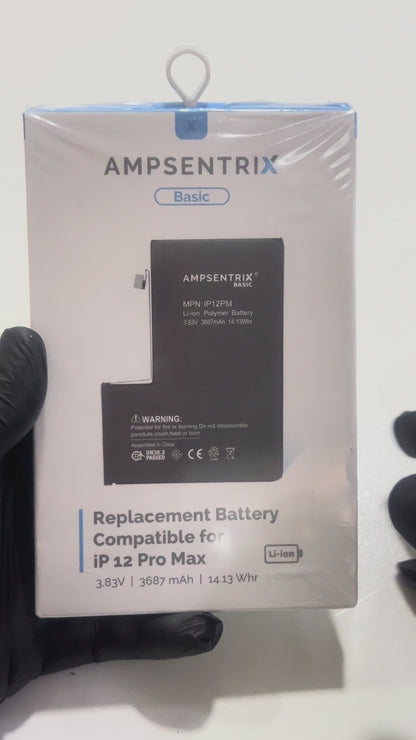 X
AMPSENTRIX
Basic
AMPSENTRIX
BASIC
MPN:IP12PM
Li-ion Polymer Battery
3.83V 3687mAh 14.13Whr
WARNING:
Potential for fire or burning. Do not disassemble,
puncture,crush,heat or burn.
Assembled in China
UN38.3
PASSED
CE
Replacement Battery
Compatible for
iP 12 Pro Max
Li-ion
3.83V | 3687 mAh | 14.13 Whr